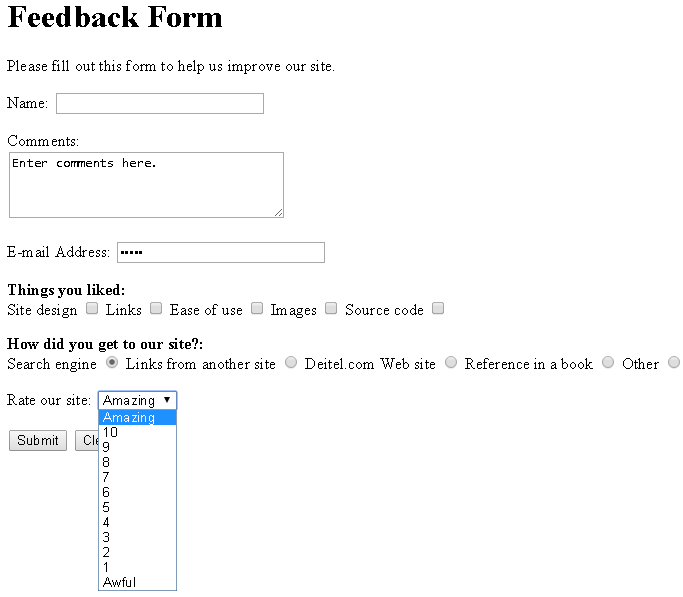 Feedback Form
Please fill out this form to help us improve our site.
Name:
Comments:
Enter comments here.
E-mail Address: •••••
Things you liked:
Site design Links Ease of use Images Source code
How did you get to our site?:
Search engine Links from another site Deitel.com Web site Reference in a book Other
Rate our site: Amazing
Amazing
10
Submit
9
8
7
6
5
4
3
2
1
Awful